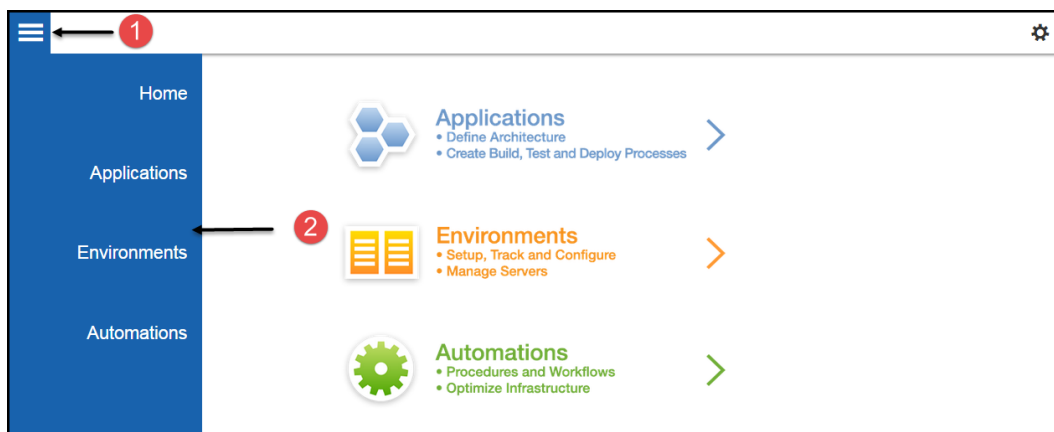 1
Home
Applications
2
Environments
Automations
Applications
• Define Architecture
• Create Build, Test and Deploy Processes
Environments
• Setup, Track and Configure
• Manage Servers
Automations
• Procedures and Workflows
• Optimize Infrastructure